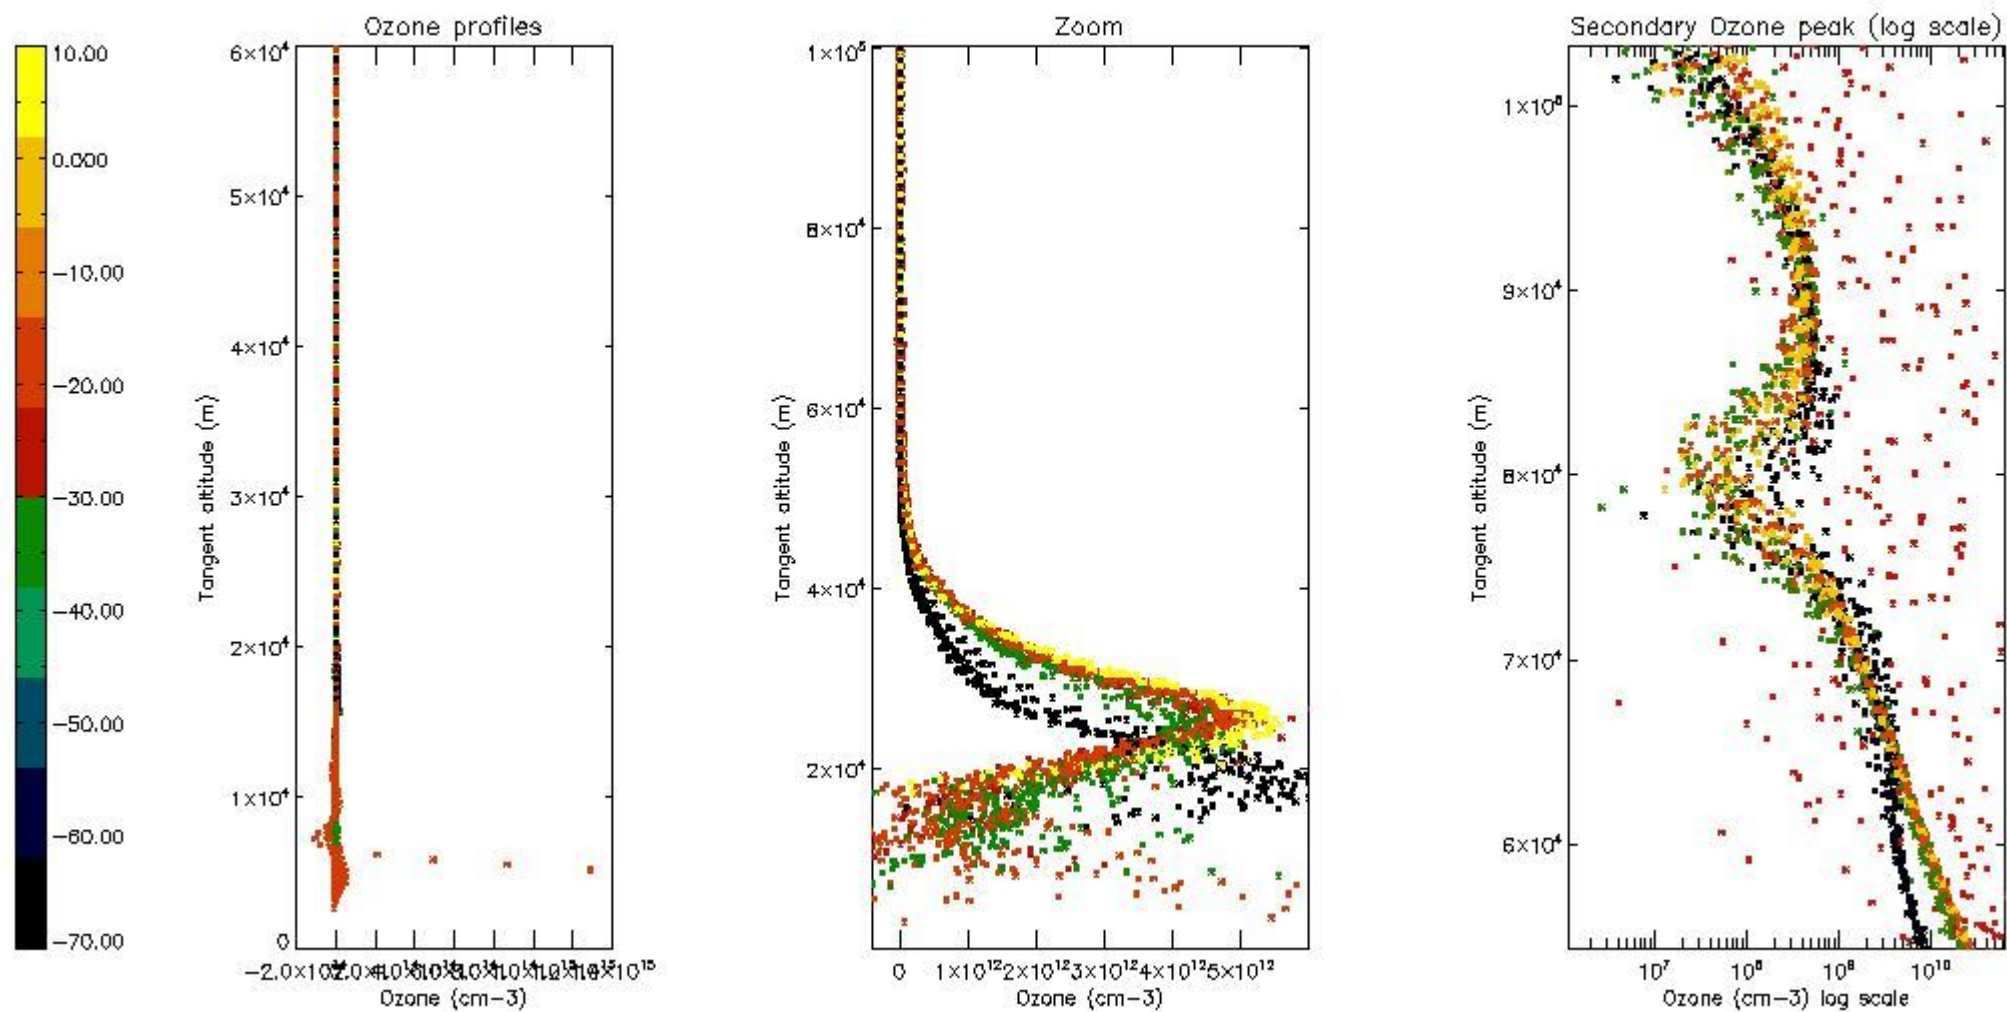 Ozone profiles
Zoom
Secondary Ozone peak (log scale)
10.00
0.00
-10.00
-20.00
-30.00
-40.00
-50.00
-60.00
-70.00
6×10⁴
5×10⁴
4×10⁴
3×10⁴
2×10⁴
1×10⁴
0
Tangent altitude (m)
Ozone (cm-3)
1×10⁵
8×10⁴
6×10⁴
4×10⁴
2×10⁴
Tangent altitude (m)
0 1×10¹² 2×10¹² 3×10¹² 4×10¹² 5×10¹²
Ozone (cm-3)
1×10⁵
9×10⁴
8×10⁴
7×10⁴
6×10⁴
Tangent altitude (m)
10⁷ 10⁸ 10⁹ 10¹⁰
Ozone (cm-3) log scale